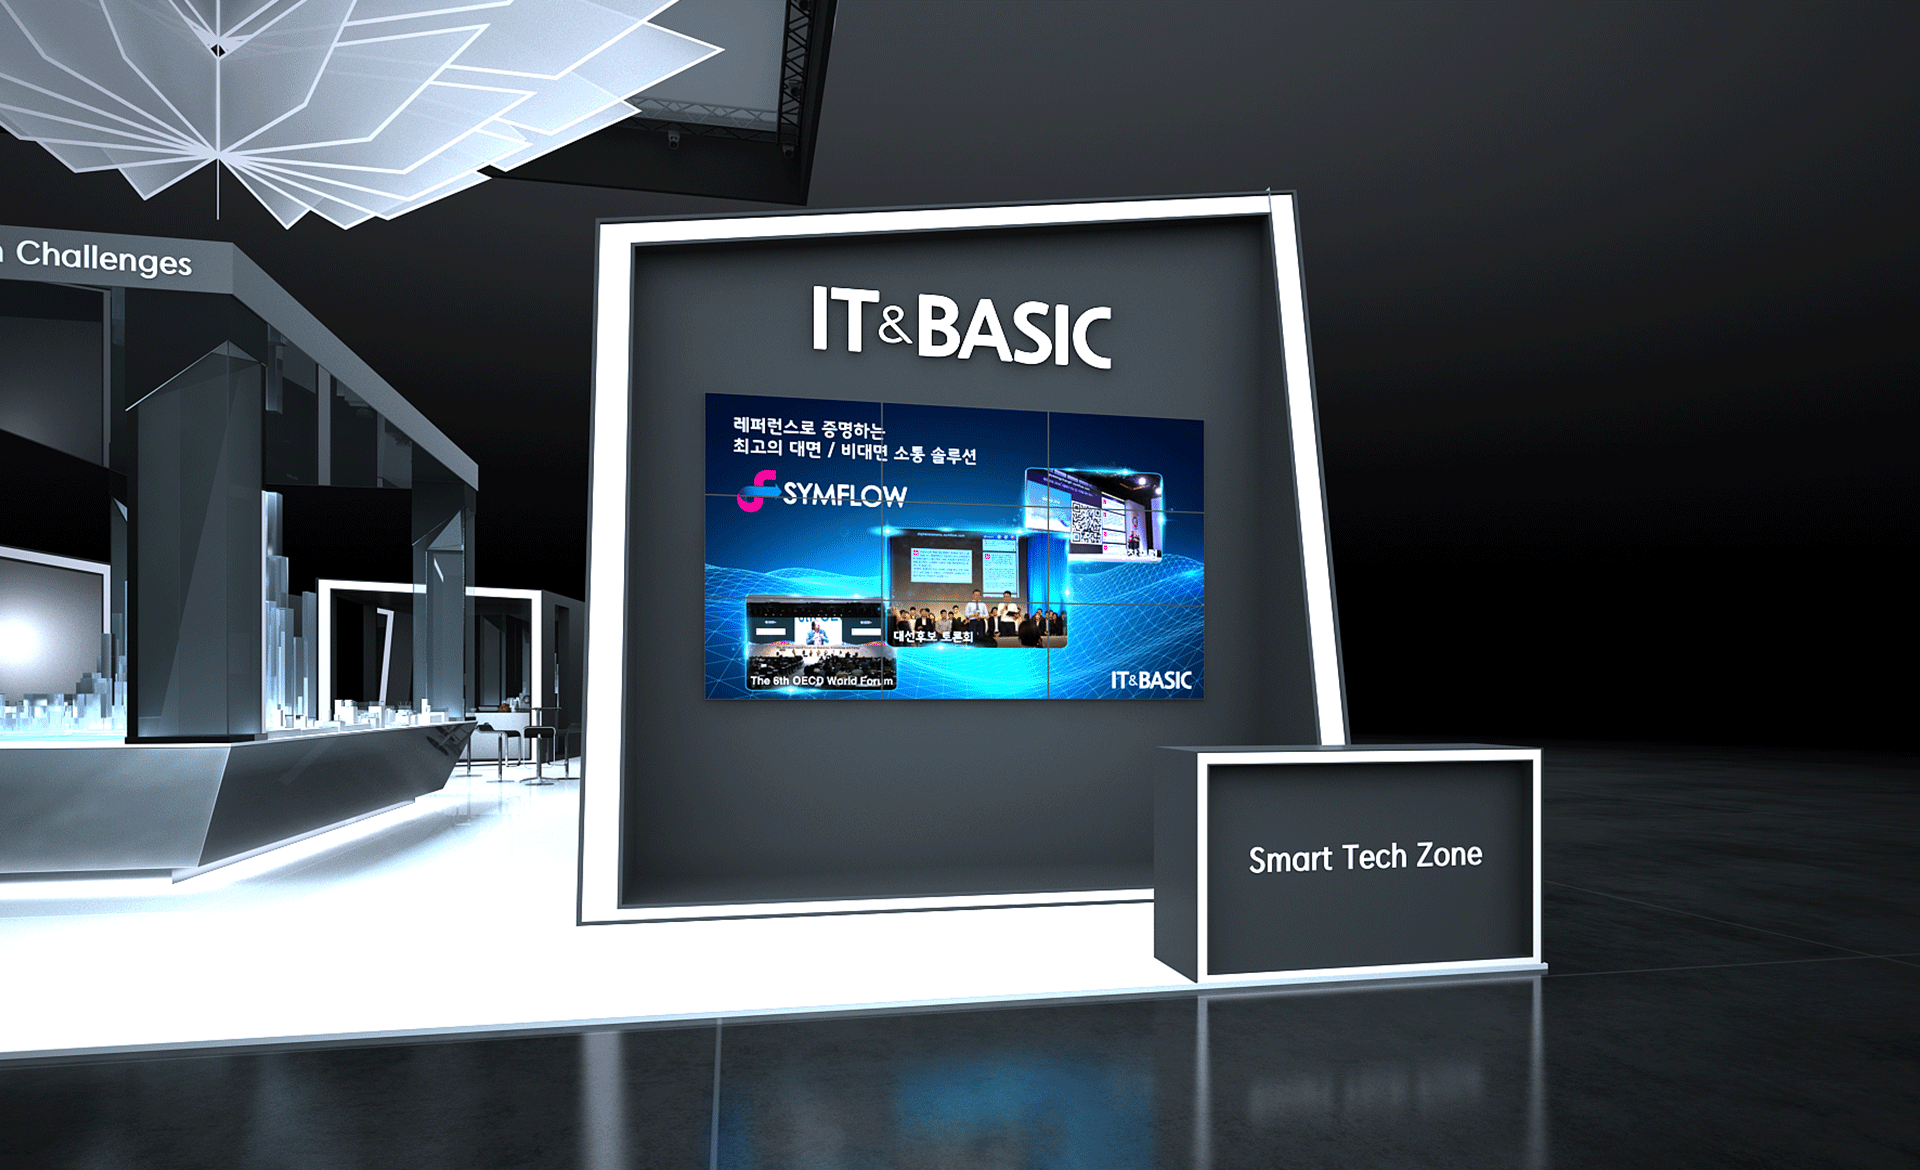 Challenges
IT&BASIC
레퍼런스로 증명하는
최고의 대면 / 비대면 소통 솔루션
SYMFLOW
대선후보 토론회
The 6th OECD World Forum
IT&BASIC
Smart Tech Zone